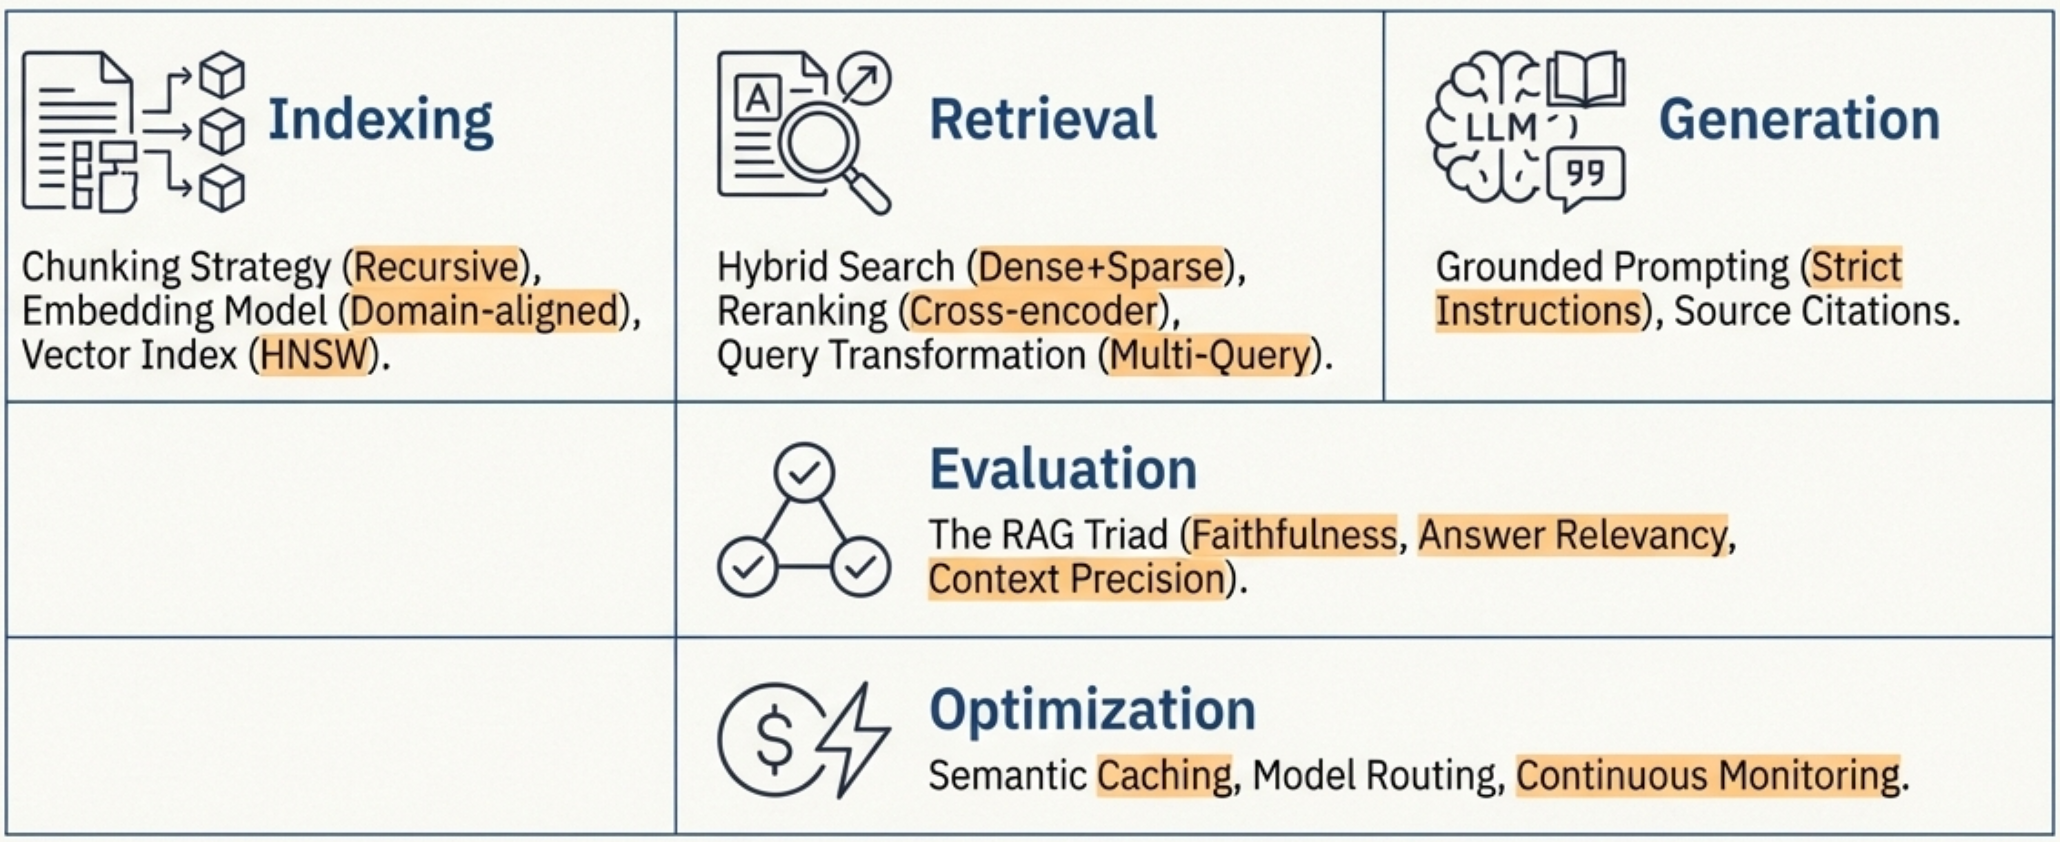 Indexing
Chunking Strategy (Recursive),
Embedding Model (Domain-aligned),
Vector Index (HNSW).
A
Retrieval
Hybrid Search (Dense+Sparse),
Reranking (Cross-encoder),
Query Transformation (Multi-Query).
LLM
Generation
Grounded Prompting (Strict
Instructions), Source Citations.
Evaluation
The RAG Triad (Faithfulness, Answer Relevancy,
Context Precision).
$
Optimization
Semantic Caching, Model Routing, Continuous Monitoring.